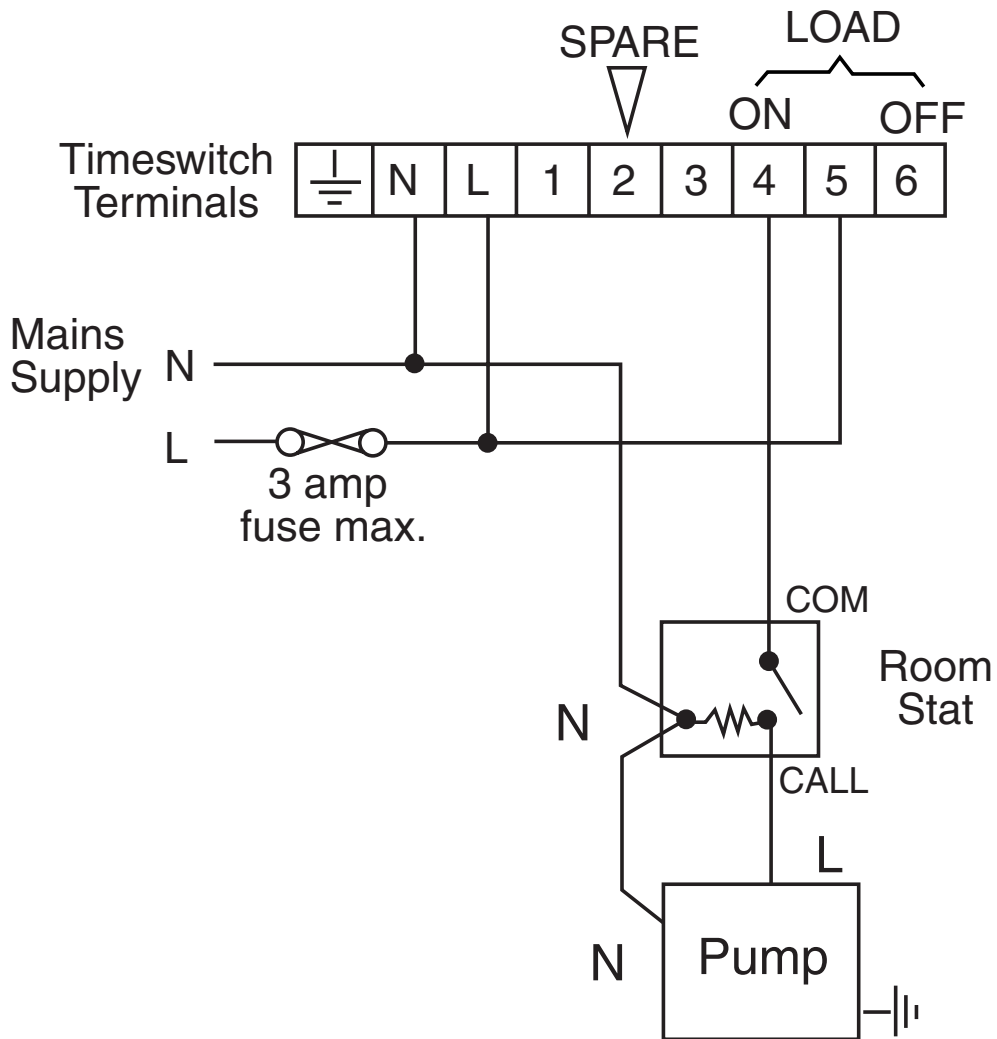 SPARE
LOAD
ON
OFF
Timeswitch
Terminals
N L 1 2 3 4 5 6
Mains
Supply
N
L
3 amp
fuse max.
COM
Room
Stat
N
CALL
L
N
Pump